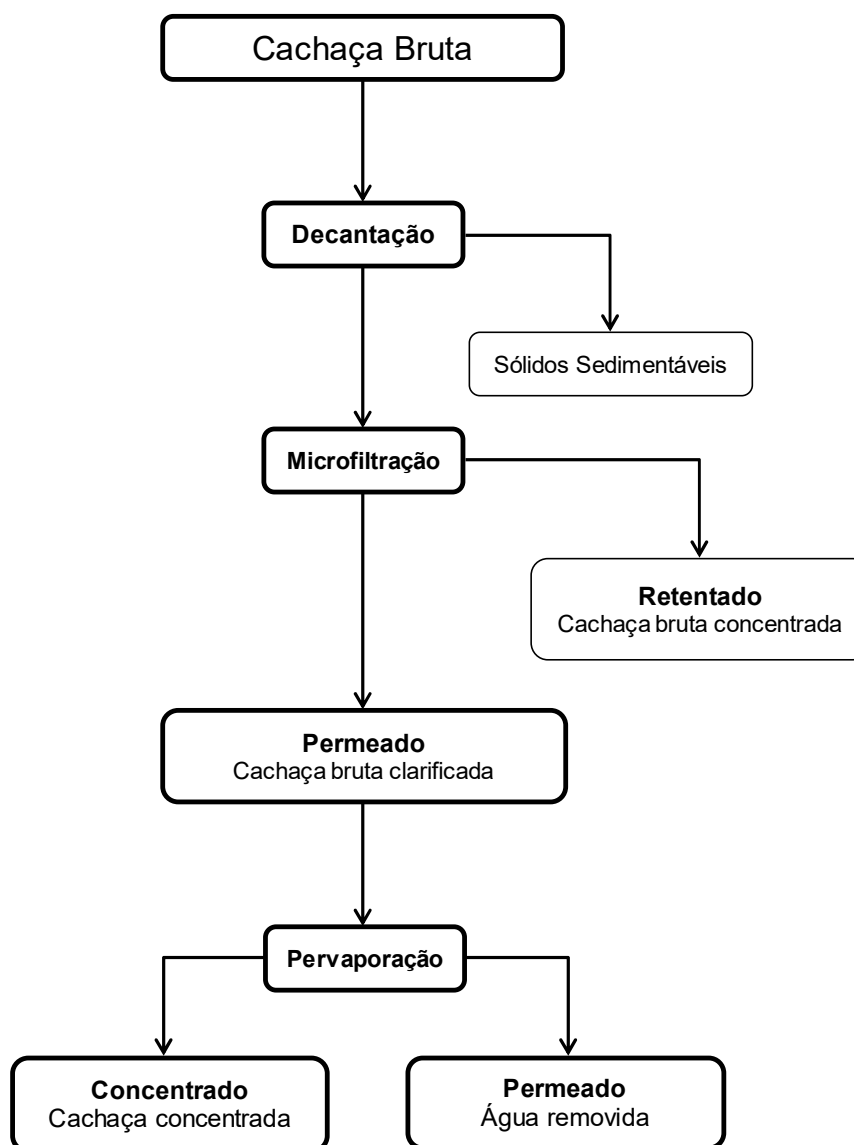 Cachaça Bruta
Decantação
Sólidos Sedimentáveis
Microfiltração
Retentado
Cachaça bruta concentrada
Permeado
Cachaça bruta clarificada
Pervaporação
Concentrado
Cachaça concentrada
Permeado
Água removida